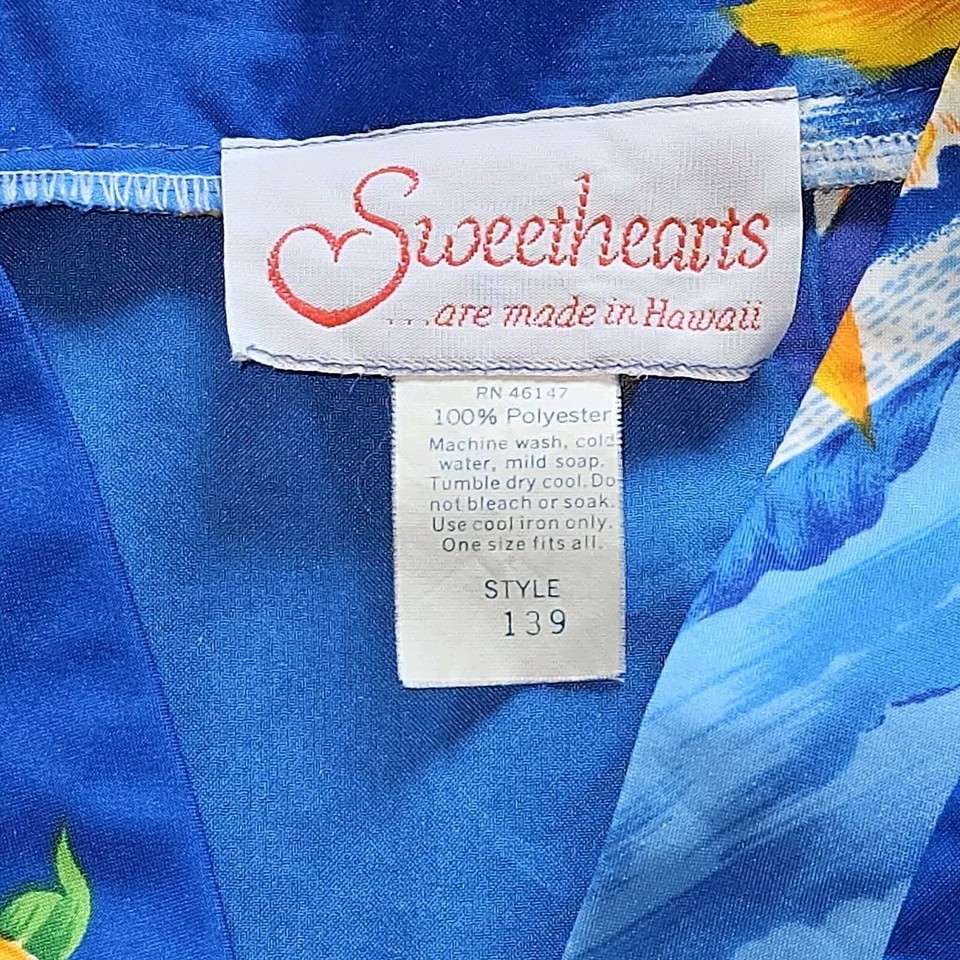 Sweethearts
...are made in Hawaii
RN 46147
100% Polyester
Machine wash, cold
water, mild soap.
Tumble dry cool. Do
not bleach or soak.
Use cool iron only.
One size fits all.
STYLE
139